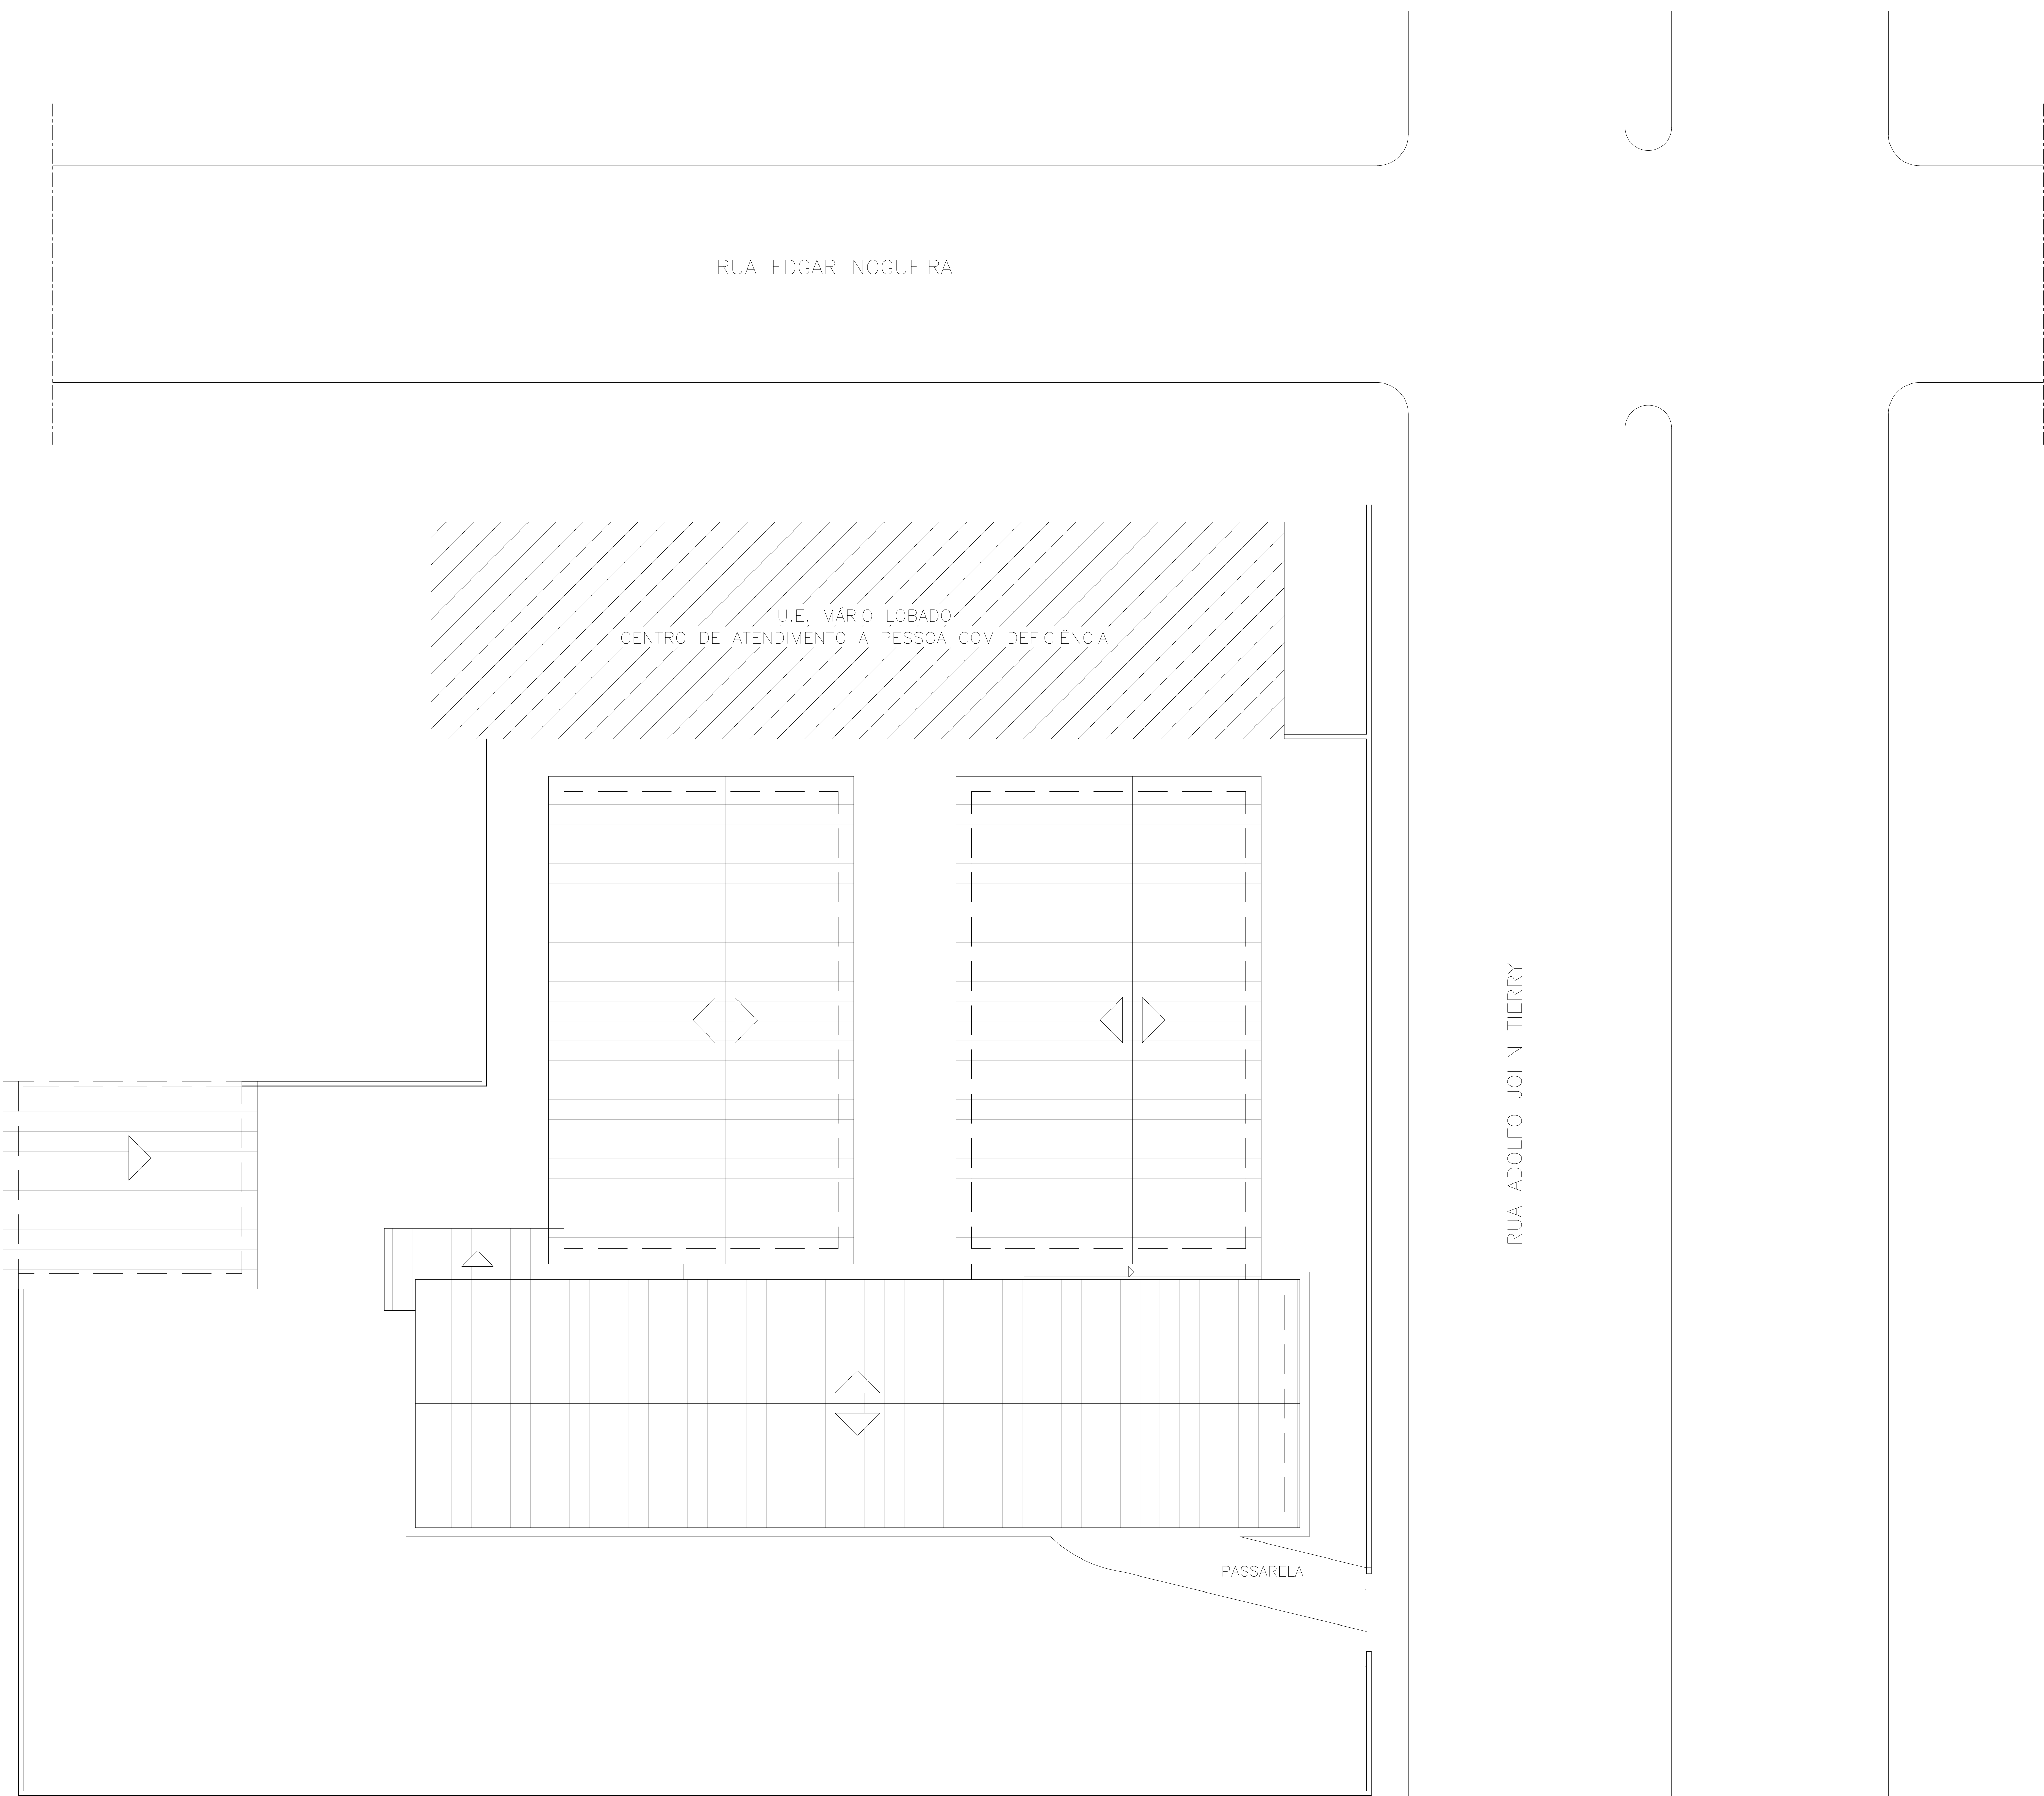 RUA EDGAR NOGUEIRA
U.E. MÁRIO LOBADO
CENTRO DE ATENDIMENTO A PESSOA COM DEFICIÊNCIA
RUA ADOLFO JOHN TIERRY
PASSARELA